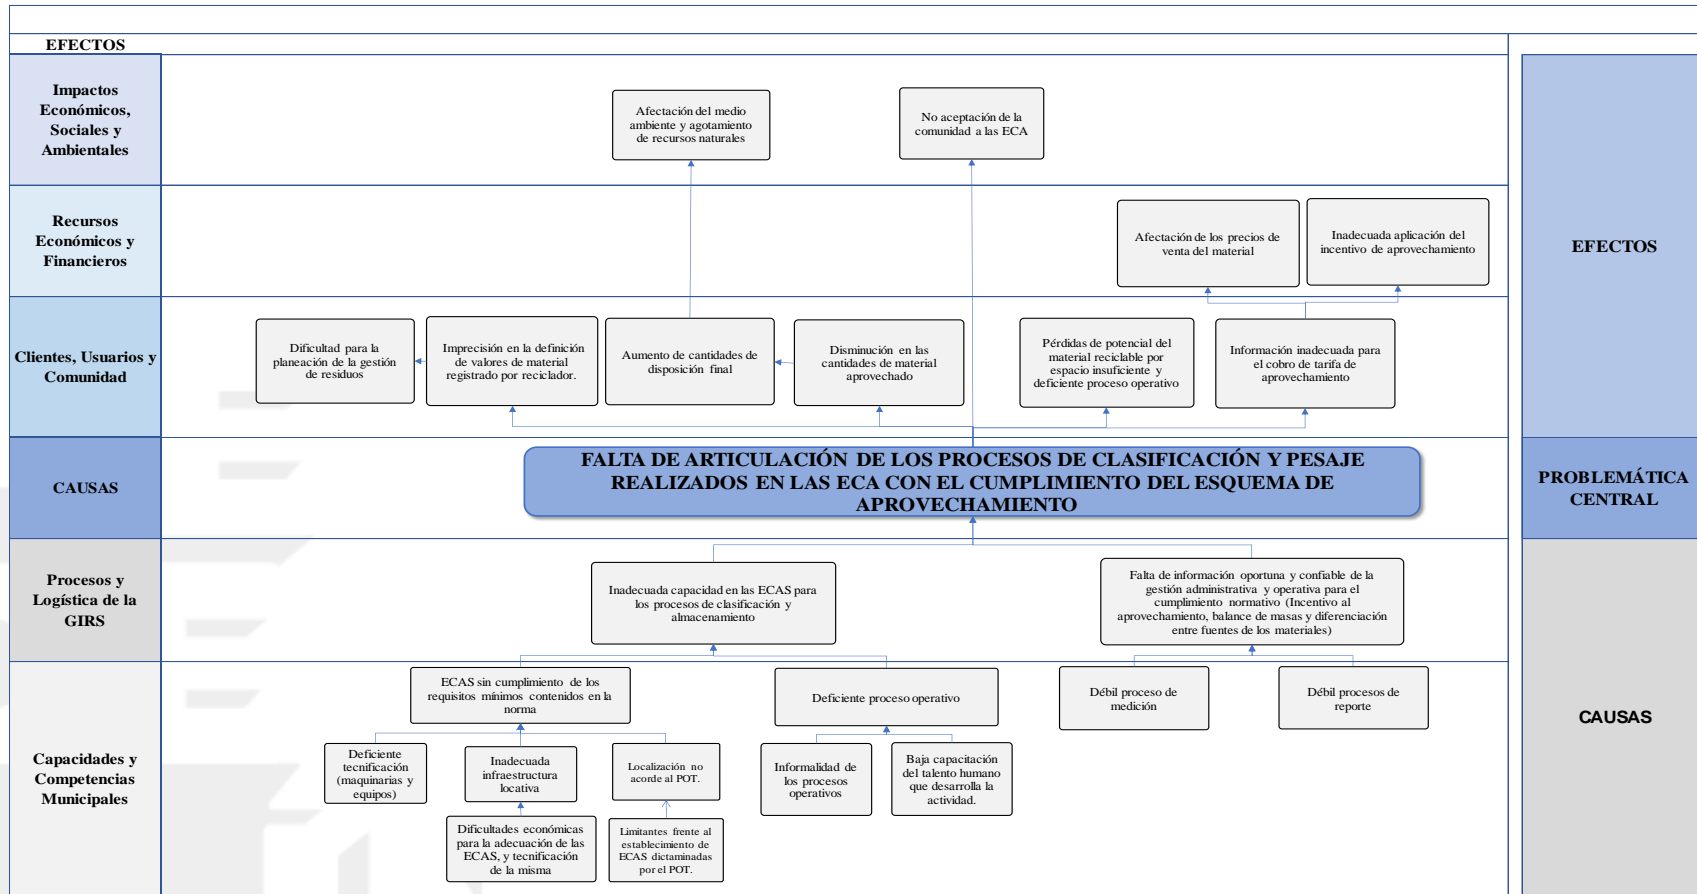 EFECTOS
Impactos
Económicos,
Sociales y
Ambientales
Afectación del medio
ambiente y agotamiento
de recursos naturales
No aceptación de la
comunidad a las ECA
Recursos
Económicos y
Financieros
Afectación de los precios de
venta del material
Inadecuada aplicación del
incentivo de aprovechamiento
EFECTOS
Clientes, Usuarios y
Comunidad
Dificultad para la
planeación de la gestión
de residuos
Imprecisión en la definición
de valores de material
registrado por reciclador.
Aumento de cantidades de
disposición final
Disminución en las
cantidades de material
aprovechado
Pérdidas de potencial del
material reciclable por
espacio insuficiente y
deficiente proceso operativo
Información inadecuada para
el cobro de tarifa de
aprovechamiento
CAUSAS
FALTA DE ARTICULACIÓN DE LOS PROCESOS DE CLASIFICACIÓN Y PESAJE
REALIZADOS EN LAS ECA CON EL CUMPLIMIENTO DEL ESQUEMA DE
APROVECHAMIENTO
PROBLEMÁTICA
CENTRAL
Procesos y
Logística de la
GIRS
Inadecuada capacidad en las ECAS para
los procesos de clasificación y
almacenamiento
Falta de información oportuna y confiable de la
gestión administrativa y operativa para el
cumplimiento normativo (Incentivo al
aprovechamiento, balance de masas y diferenciación
entre fuentes de los materiales)
Capacidades y
Competencias
Municipales
ECAS sin cumplimiento de los
requisitos mínimos contenidos en la
norma
Deficiente proceso operativo
Débil proceso de
medición
Débil procesos de
reporte
CAUSAS
Deficiente
tecnificación
(maquinarias y
equipos)
Inadecuada
infraestructura
locativa
Localización no
acorde al POT.
Informalidad de
los procesos
operativos
Baja capacitación
del talento humano
que desarrolla la
actividad.
Dificultades económicas
para la adecuación de las
ECAS, y tecnificación de
la misma
Limitantes frente al
establecimiento de
ECAS dictaminadas
por el POT.